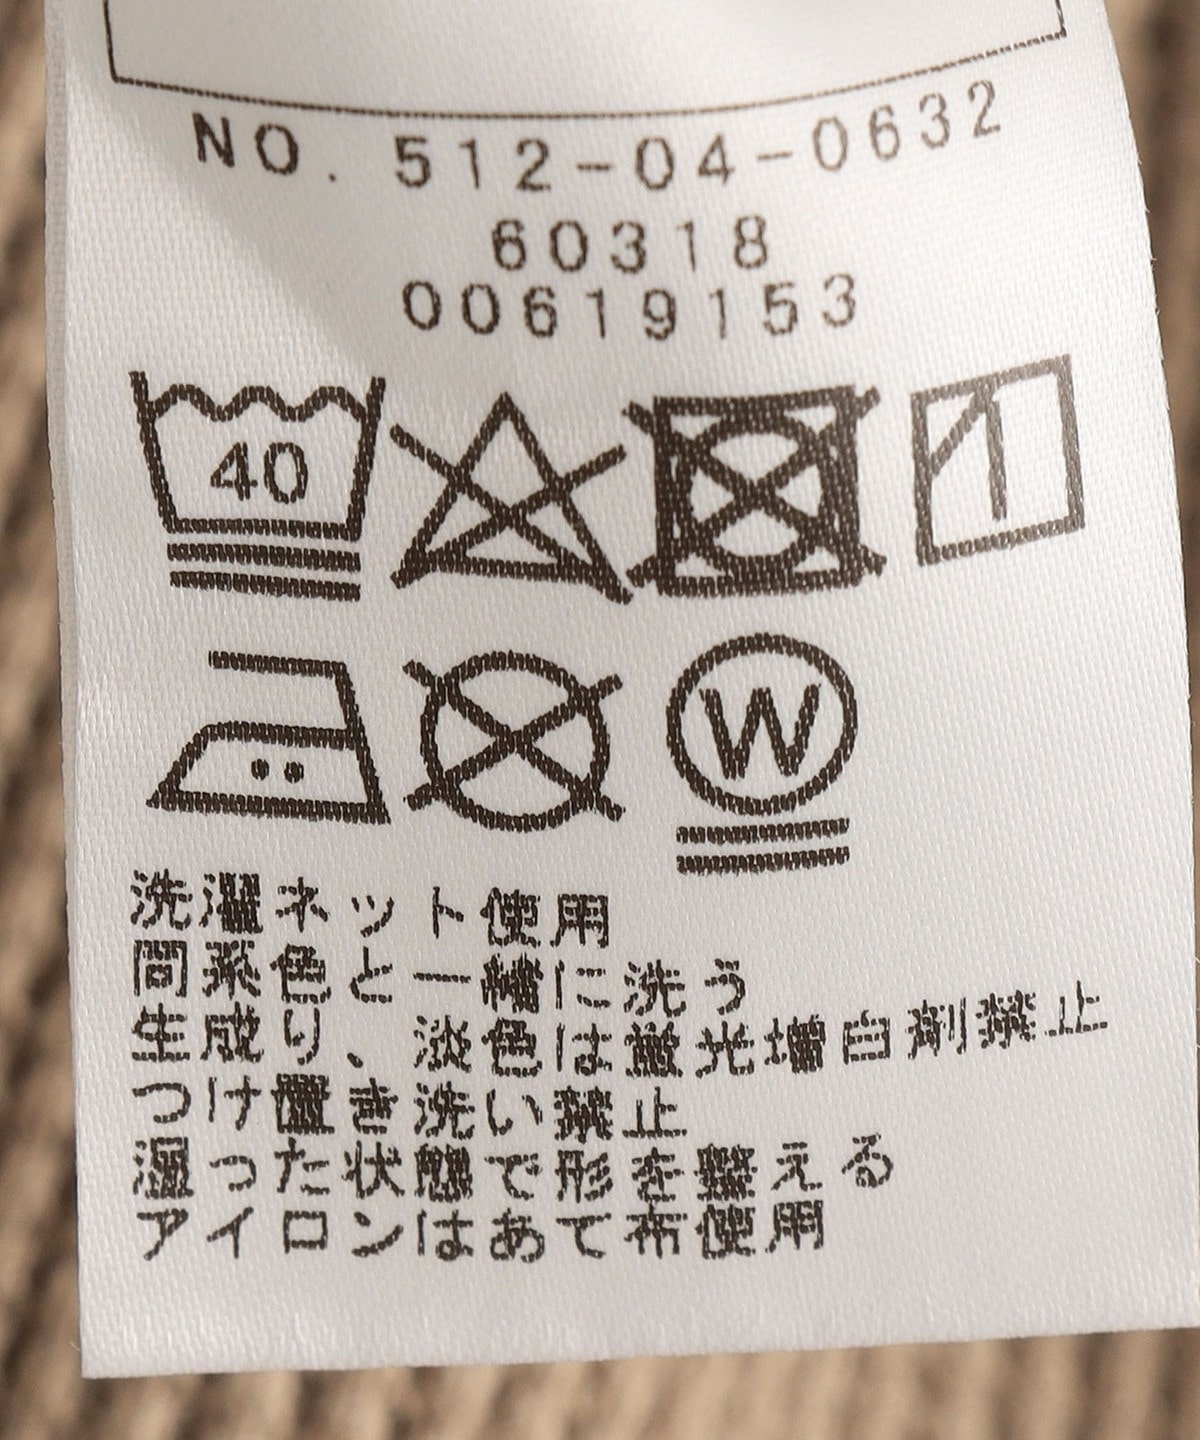 NO. 512-04-0632
60318
00619153
40
W
洗濯ネット使用
同系色と一緒に洗う
生成り、淡色は蛍光増白剤禁止
つけ置き洗い禁止
湿った状態で形を整える
アイロンはあて布使用